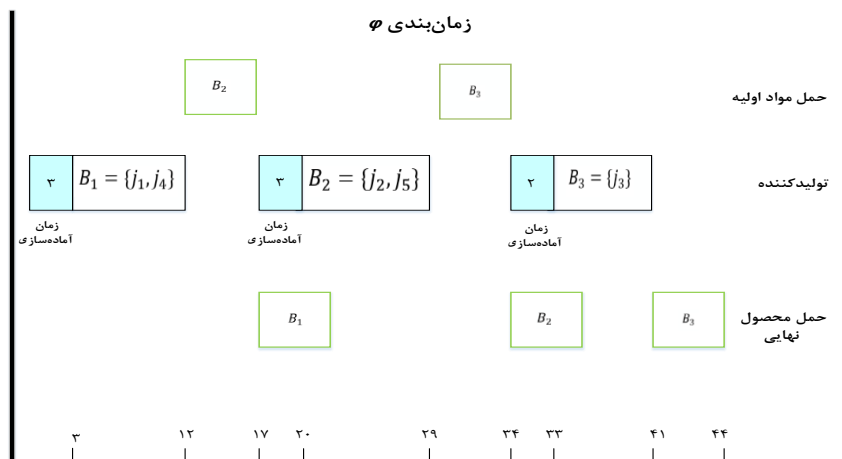 زمان‌بندی φ
B₂
B₃
حمل مواد اولیه
۳
B₁ = {j₁, j₄}
۳
B₂ = {j₂, j₅}
۲
B₃ = {j₃}
تولیدکننده
زمان
آماده‌سازی
زمان
آماده‌سازی
زمان
آماده‌سازی
B₁
B₂
B₃
حمل محصول
نهایی
۳ ۱۲ ۱۷ ۲۰ ۲۹ ۳۴ ۳۳ ۴۱ ۴۴